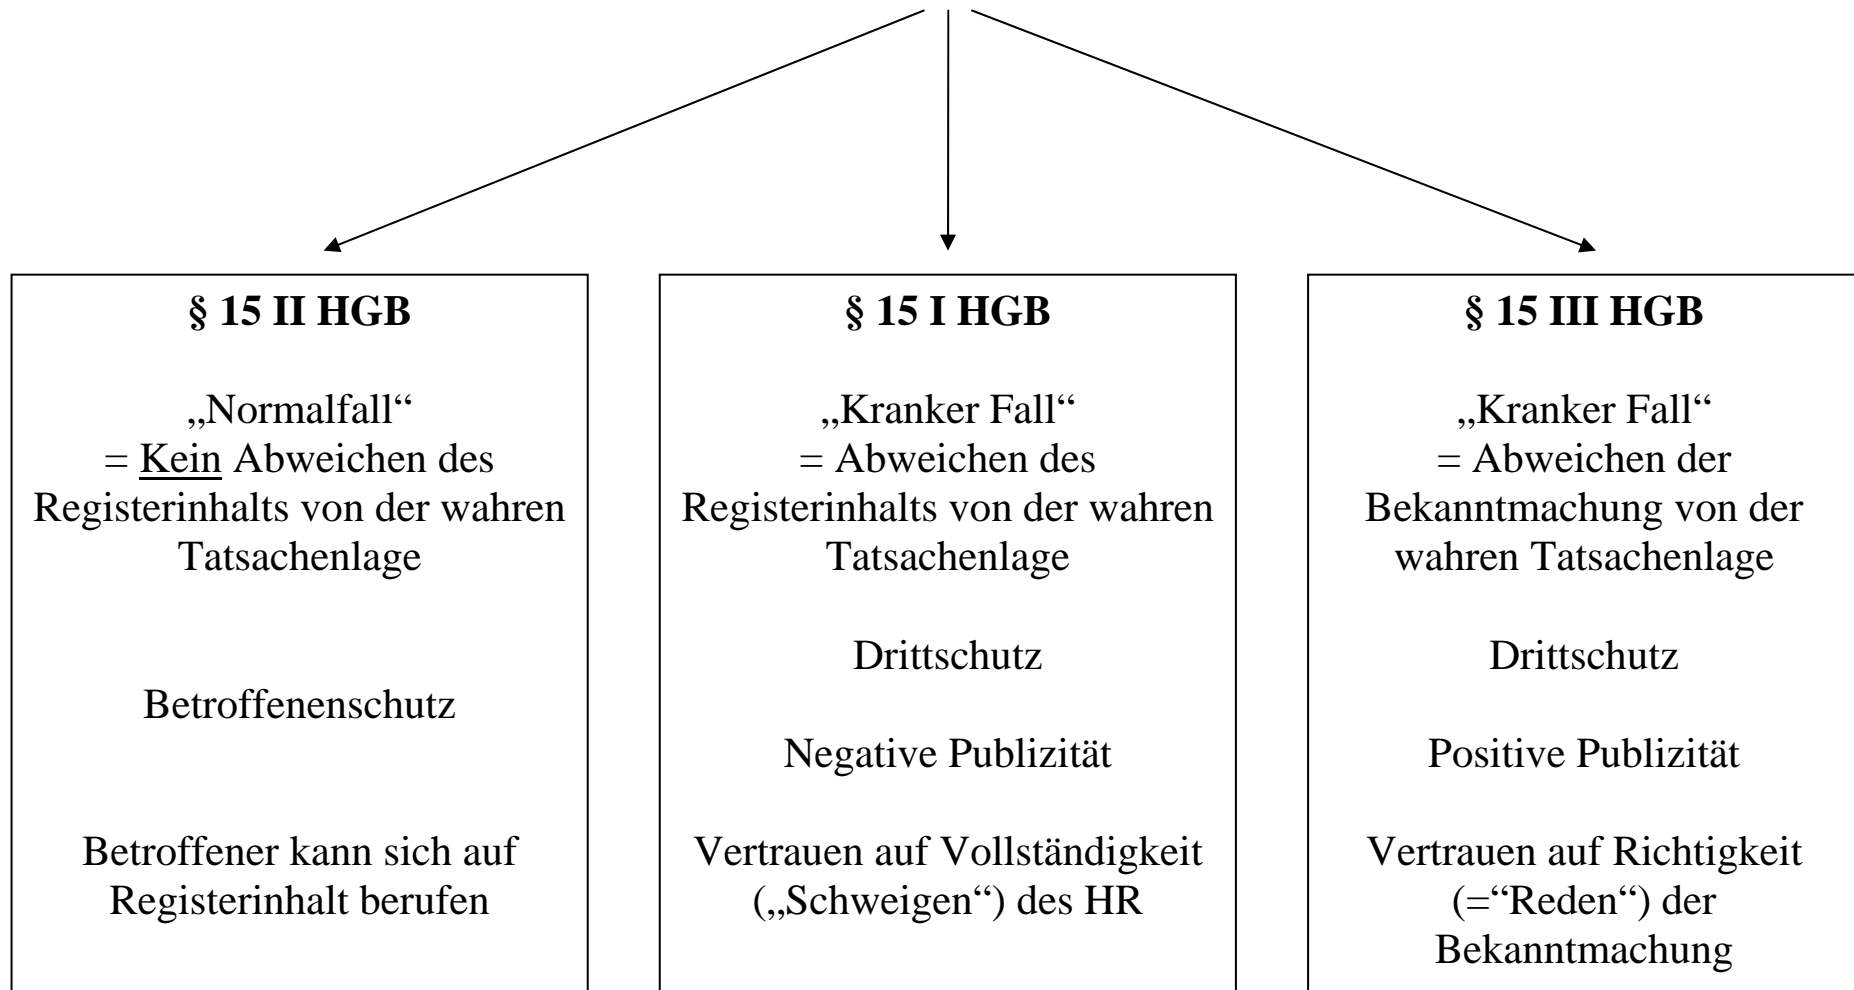 § 15 II HGB
„Normalfall“
= Kein Abweichen des
Registerinhalts von der wahren
Tatsachenlage
Betroffenenschutz
Betroffener kann sich auf
Registerinhalt berufen
§ 15 I HGB
„Kranker Fall“
= Abweichen des
Registerinhalts von der wahren
Tatsachenlage
Drittschutz
Negative Publizität
Vertrauen auf Vollständigkeit
(„Schweigen“) des HR
§ 15 III HGB
„Kranker Fall“
= Abweichen der
Bekanntmachung von der
wahren Tatsachenlage
Drittschutz
Positive Publizität
Vertrauen auf Richtigkeit
(=“Reden“) der
Bekanntmachung